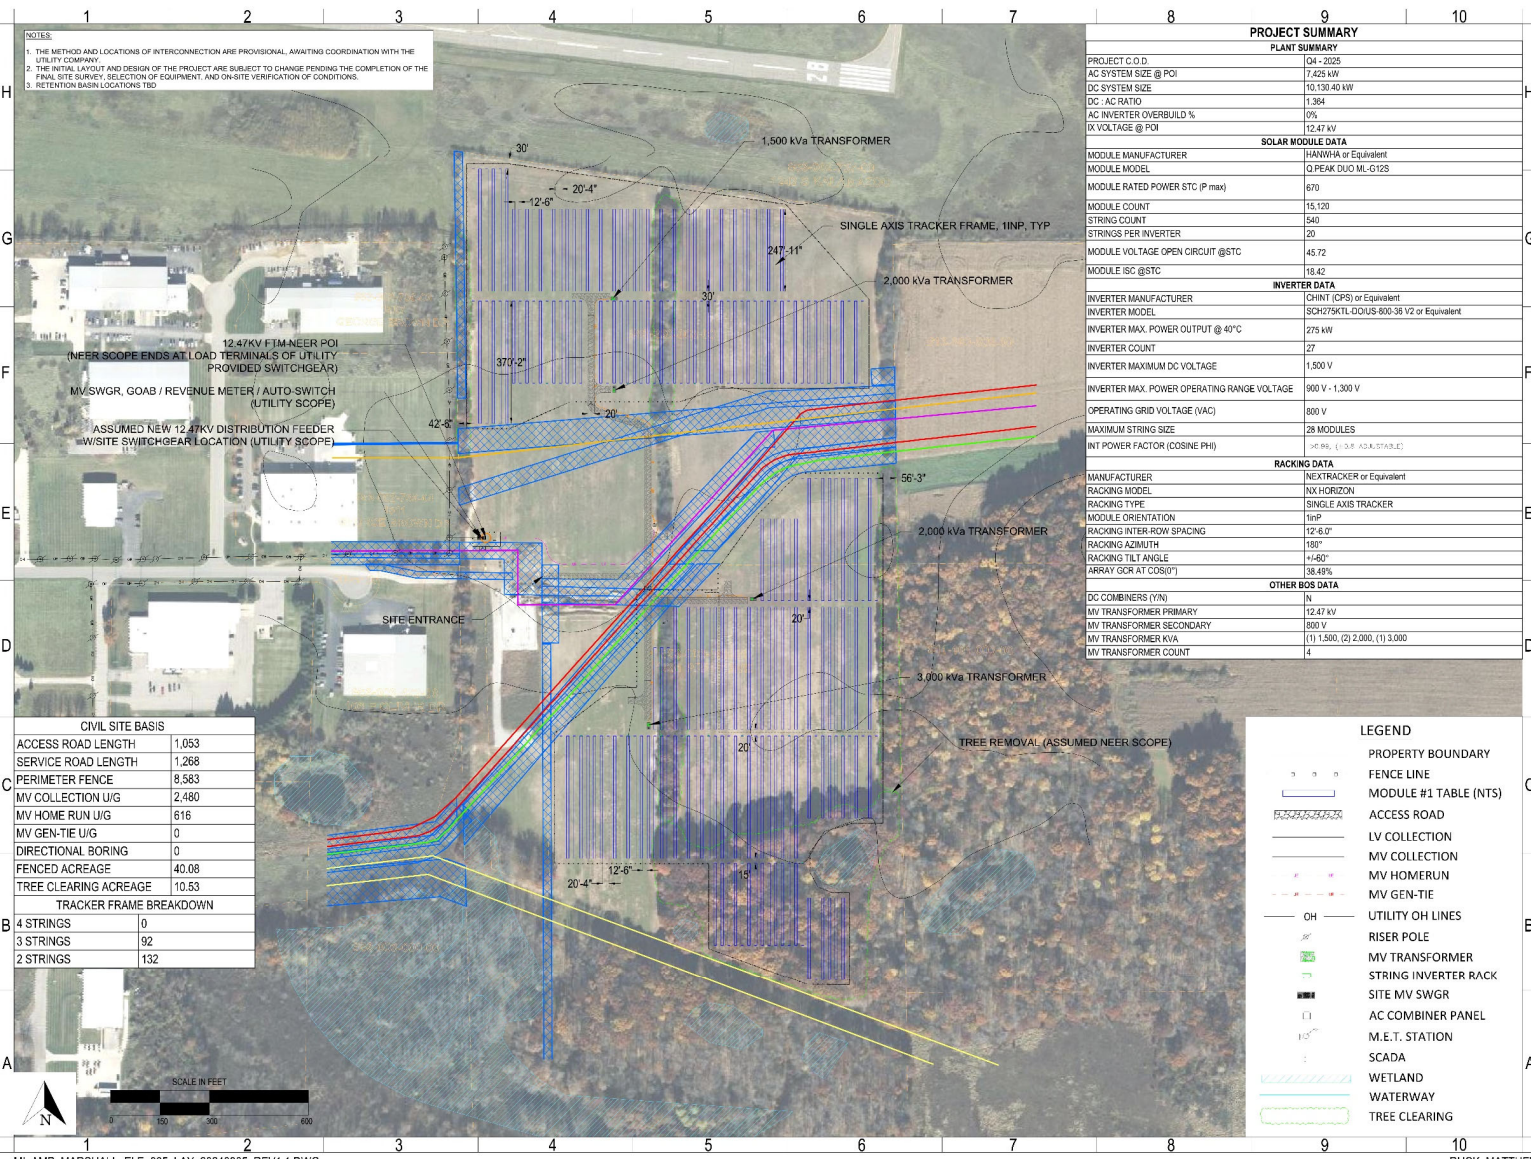 1 2 3 4 5 6 7 8 9 10
H
G
F
E
D
C
B
A
NOTES:
1. THE METHOD AND LOCATIONS OF INTERCONNECTION ARE PROVISIONAL, AWAITING COORDINATION WITH THE
UTILITY COMPANY.
2. THE INITIAL LAYOUT AND DESIGN OF THE PROJECT ARE SUBJECT TO CHANGE PENDING THE COMPLETION OF THE
FINAL SITE SURVEY, SELECTION OF EQUIPMENT, AND ON-SITE VERIFICATION OF CONDITIONS.
3. RETENTION BASIN LOCATIONS TBD
28
30'
1,500 kVa TRANSFORMER
20'-4"
12'-6"
SINGLE AXIS TRACKER FRAME, 1INP, TYP
247'-11"
2,000 kVa TRANSFORMER
30'
12.47KV FTM-NEER POI
(NEER SCOPE ENDS AT LOAD TERMINALS OF UTILITY
PROVIDED SWITCHGEAR)
370'-2"
MV SWGR, GOAB / REVENUE METER / AUTO-SWITCH
(UTILITY SCOPE)
20'
42'-8"
ASSUMED NEW 12.47KV DISTRIBUTION FEEDER
W/SITE SWITCHGEAR LOCATION (UTILITY SCOPE)
56'-3"
2,000 kVa TRANSFORMER
SITE ENTRANCE
20'
3,000 kVa TRANSFORMER
20'
TREE REMOVAL (ASSUMED NEER SCOPE)
12'-6"
20'-4"
15'
PROJECT SUMMARY
PLANT SUMMARY
PROJECT C.O.D. Q4 - 2025
AC SYSTEM SIZE @ POI 7,425 kW
DC SYSTEM SIZE 10,130.40 kW
DC : AC RATIO 1.364
AC INVERTER OVERBUILD % 0%
IX VOLTAGE @ POI 12.47 kV
SOLAR MODULE DATA
MODULE MANUFACTURER HANWHA or Equivalent
MODULE MODEL Q.PEAK DUO ML-G12S
MODULE RATED POWER STC (P max) 670
MODULE COUNT 15,120
STRING COUNT 540
STRINGS PER INVERTER 20
MODULE VOLTAGE OPEN CIRCUIT @STC 45.72
MODULE ISC @STC 18.42
INVERTER DATA
INVERTER MANUFACTURER CHINT (CPS) or Equivalent
INVERTER MODEL SCH275KTL-DO/US-800-36 V2 or Equivalent
INVERTER MAX. POWER OUTPUT @ 40°C 275 kW
INVERTER COUNT 27
INVERTER MAXIMUM DC VOLTAGE 1,500 V
INVERTER MAX. POWER OPERATING RANGE VOLTAGE 900 V - 1,300 V
OPERATING GRID VOLTAGE (VAC) 800 V
MAXIMUM STRING SIZE 28 MODULES
INT POWER FACTOR (COSINE PHI) >0.99, (±0.8 ADJUSTABLE)
RACKING DATA
MANUFACTURER NEXTRACKER or Equivalent
RACKING MODEL NX HORIZON
RACKING TYPE SINGLE AXIS TRACKER
MODULE ORIENTATION 1inP
RACKING INTER-ROW SPACING 12'-6.0"
RACKING AZIMUTH 180°
RACKING TILT ANGLE +/-60°
ARRAY GCR AT COS(0°) 38.49%
OTHER BOS DATA
DC COMBINERS (Y/N) N
MV TRANSFORMER PRIMARY 12.47 kV
MV TRANSFORMER SECONDARY 800 V
MV TRANSFORMER KVA (1) 1,500, (2) 2,000, (1) 3,000
MV TRANSFORMER COUNT 4
CIVIL SITE BASIS
ACCESS ROAD LENGTH 1,053
SERVICE ROAD LENGTH 1,268
PERIMETER FENCE 8,583
MV COLLECTION U/G 2,480
MV HOME RUN U/G 616
MV GEN-TIE U/G 0
DIRECTIONAL BORING 0
FENCED ACREAGE 40.08
TREE CLEARING ACREAGE 10.53
TRACKER FRAME BREAKDOWN
4 STRINGS 0
3 STRINGS 92
2 STRINGS 132
LEGEND
PROPERTY BOUNDARY
FENCE LINE
MODULE #1 TABLE (NTS)
ACCESS ROAD
LV COLLECTION
MV COLLECTION
MV HOMERUN
MV GEN-TIE
OH UTILITY OH LINES
RISER POLE
MV TRANSFORMER
STRING INVERTER RACK
SITE MV SWGR
AC COMBINER PANEL
M.E.T. STATION
SCADA
WETLAND
WATERWAY
TREE CLEARING
N
SCALE IN FEET
0 150 300 600
1 2 3 4 5 6 7 8 9 10